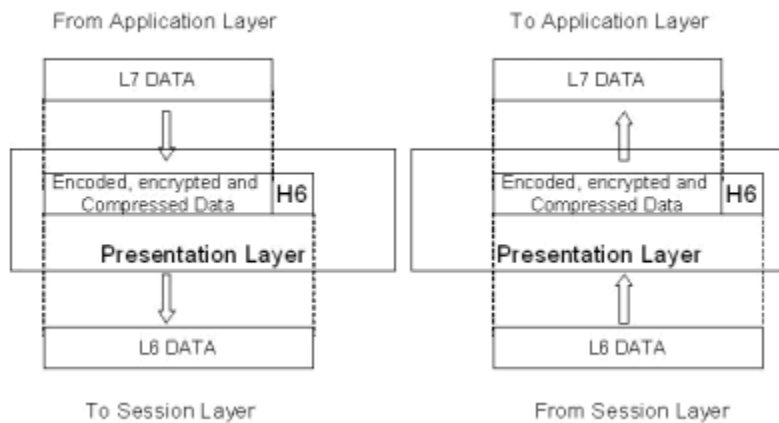 From Application Layer
L7 DATA
Encoded, encrypted and
Compressed Data
H6
Presentation Layer
L6 DATA
To Session Layer
To Application Layer
L7 DATA
Encoded, encrypted and
Compressed Data
H6
Presentation Layer
L6 DATA
From Session Layer